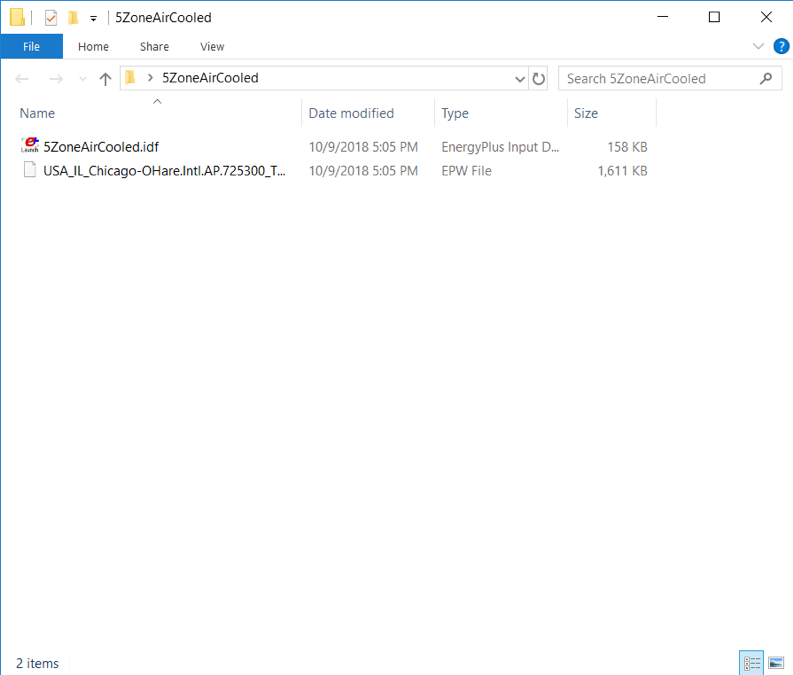 5ZoneAirCooled
File Home Share View ?
5ZoneAirCooled Search 5ZoneAirCooled
Name Date modified Type Size
Launch 5ZoneAirCooled.idf 10/9/2018 5:05 PM EnergyPlus Input D... 158 KB
USA_IL_Chicago-OHare.Intl.AP.725300_T... 10/9/2018 5:05 PM EPW File 1,611 KB
2 items